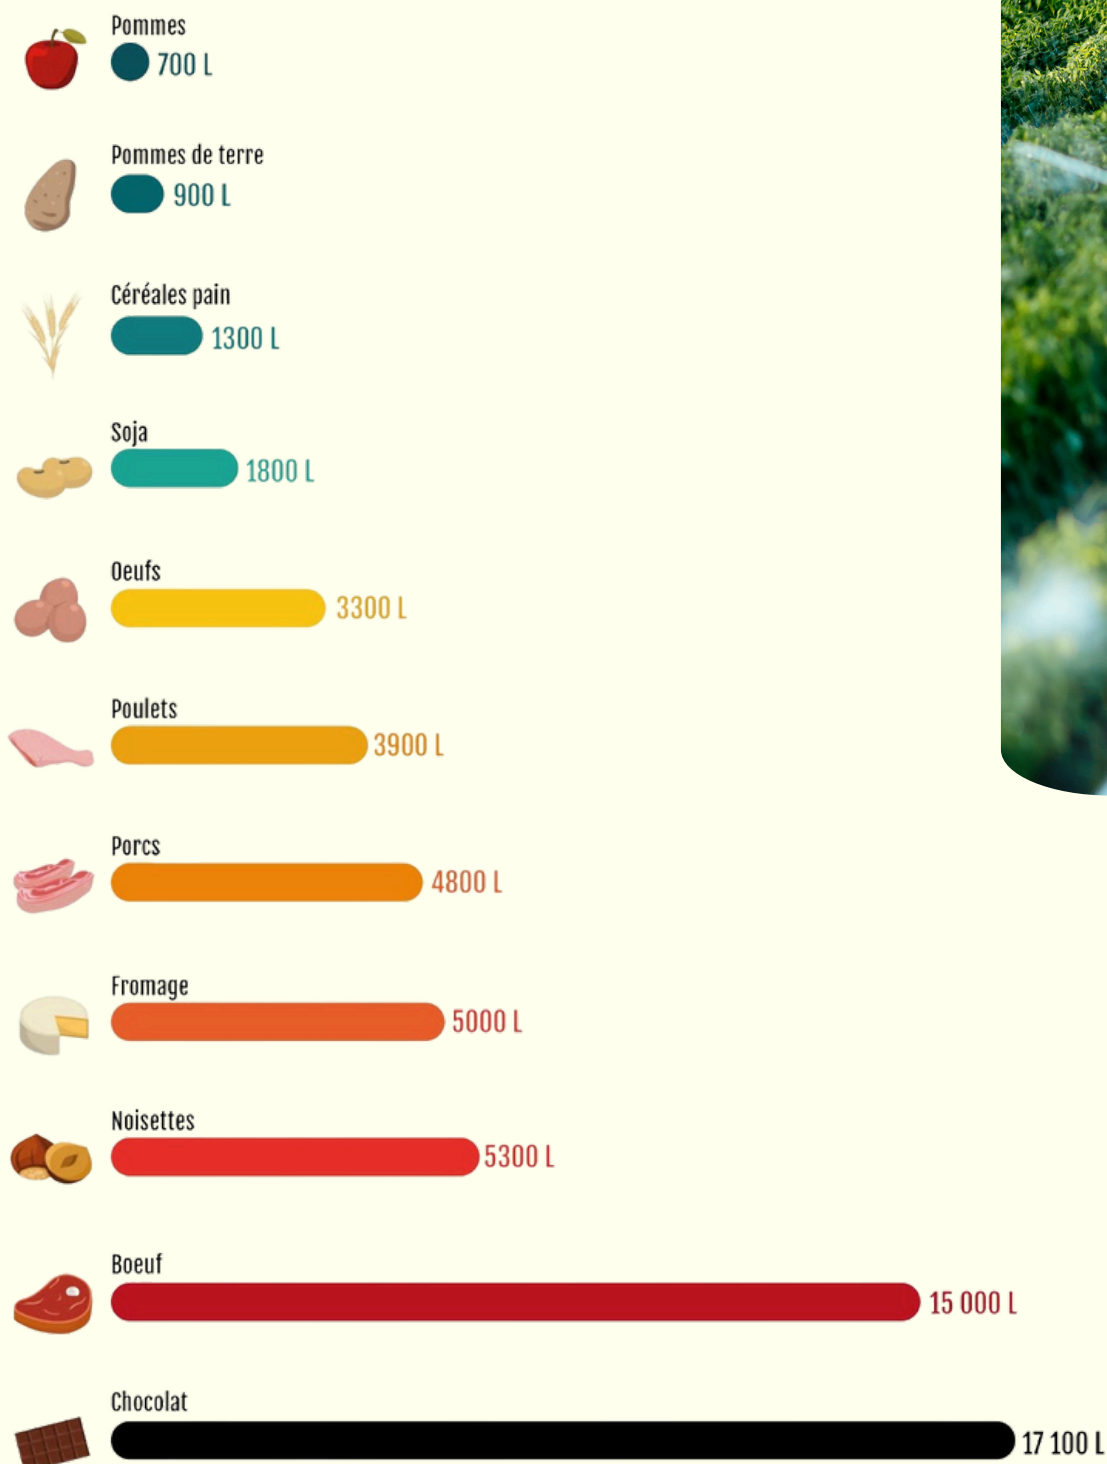 Pommes
700 L
Pommes de terre
900 L
Céréales pain
1300 L
Soja
1800 L
Oeufs
3300 L
Poulets
3900 L
Porcs
4800 L
Fromage
5000 L
Noisettes
5300 L
Boeuf
15 000 L
Chocolat
17 100 L